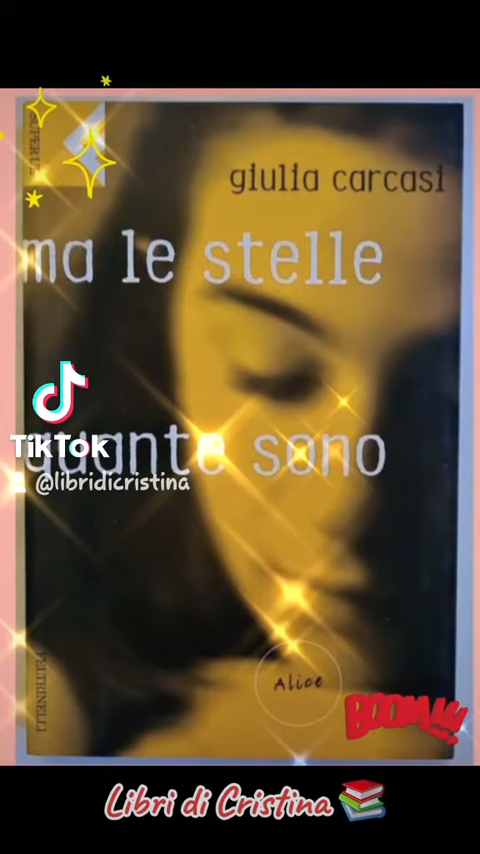 giulia carcasi
ma le stelle
quante sono
TikTok
@libridicristina
FELTRINELLI
Alice
BOOM!!!
Libri di Cristina